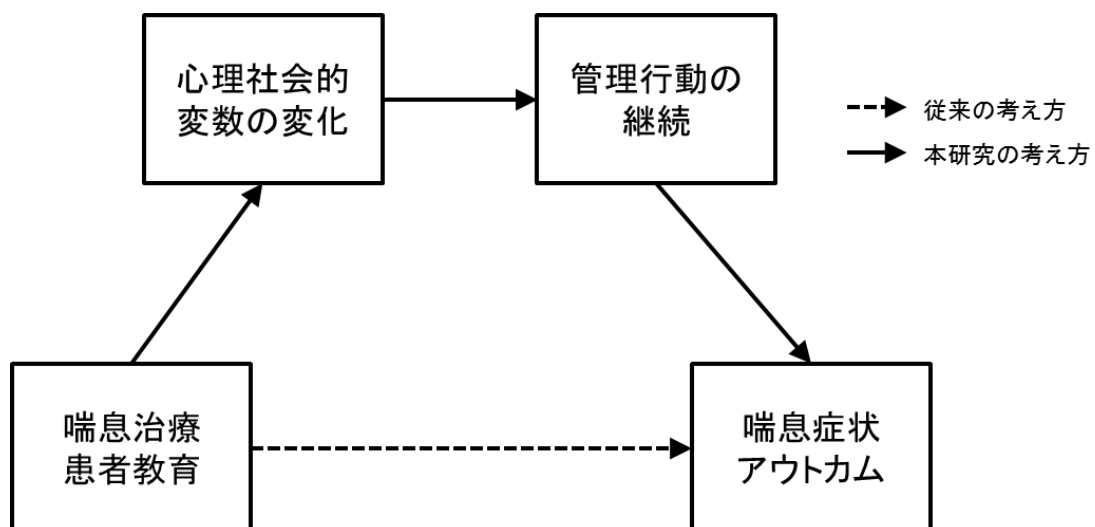 心理社会的
変数の変化
管理行動の
継続
従来の考え方
本研究の考え方
喘息治療
患者教育
喘息症状
アウトカム